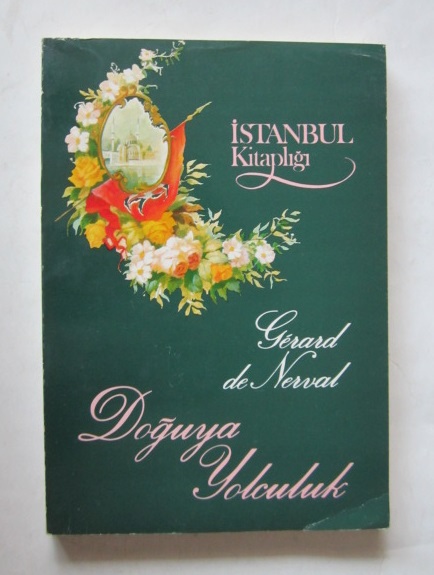 İSTANBUL
Kitaplığı
Gérard
de Nerval
Doğuya
Yolculuk